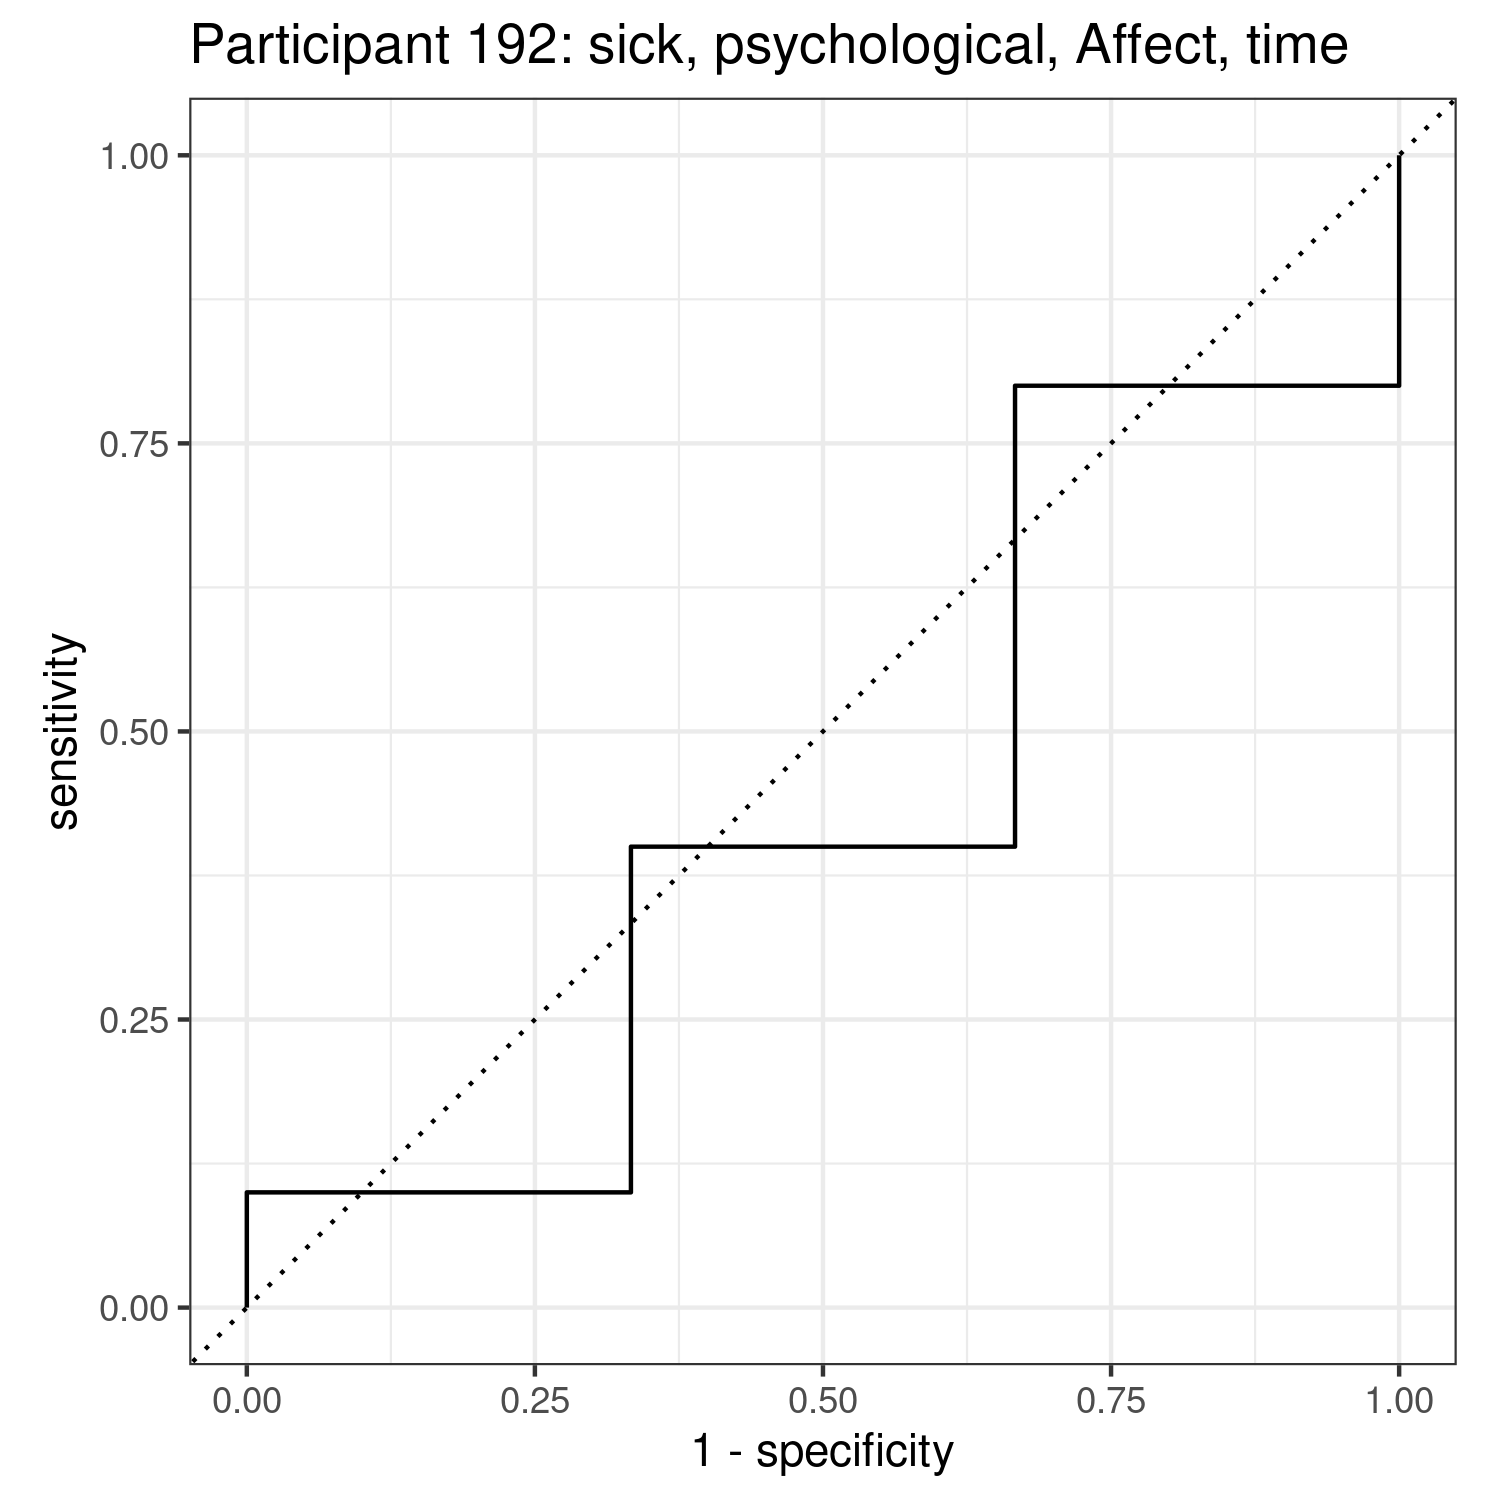 Participant 192: sick, psychological, Affect, time
1.00
0.75
0.50
0.25
0.00
sensitivity
0.00 0.25 0.50 0.75 1.00
1 - specificity